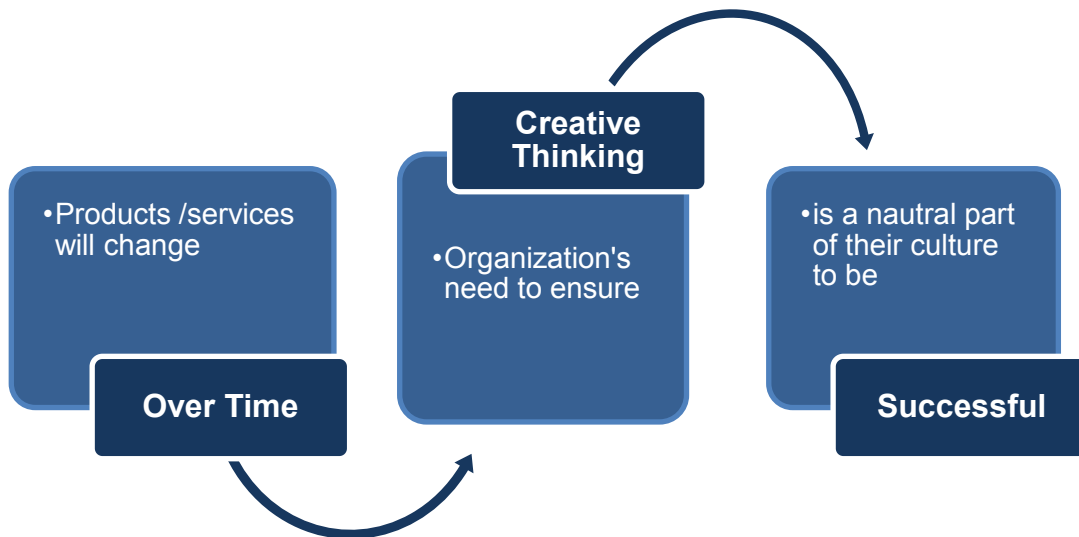 •Products /services
will change
Over Time
Creative
Thinking
•Organization's
need to ensure
•is a nautral part
of their culture
to be
Successful